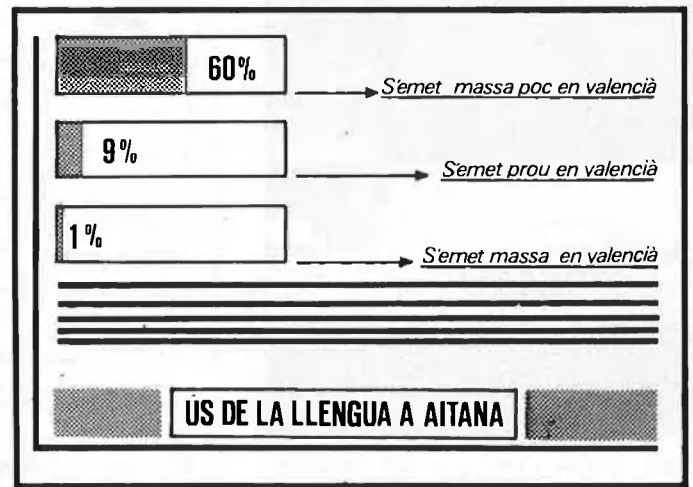 60%
S'emet massa poc en valencià
9%
S'emet prou en valencià
1%
S'emet massa en valencià
US DE LA LLENGUA A AITANA